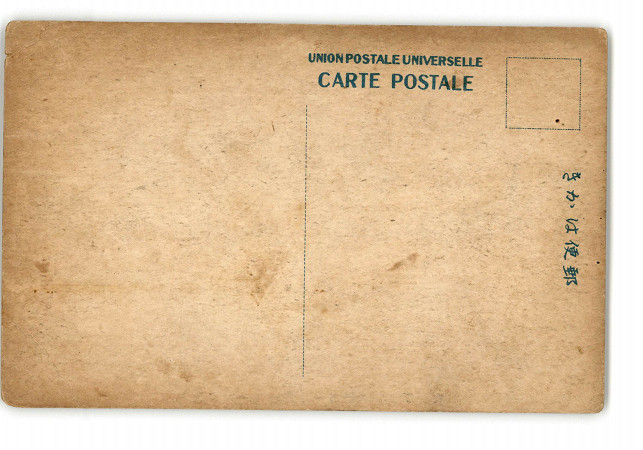 UNION POSTALE UNIVERSELLE
CARTE POSTALE
きかは便郵